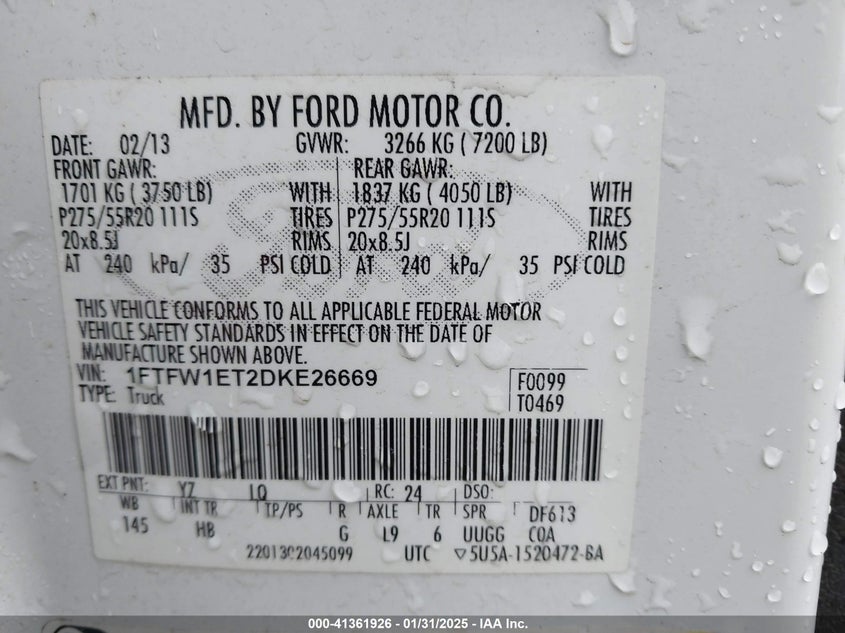 MFD. BY FORD MOTOR CO.
DATE: 02/13 GVWR: 3266 KG ( 7200 LB)
FRONT GAWR: REAR GAWR:
1701 KG ( 3750 LB) WITH 1837 KG ( 4050 LB) WITH
P275/55R20 111S TIRES P275/55R20 111S TIRES
20x8.5J RIMS 20x8.5J RIMS
AT 240 kPa/ 35 PSI COLD AT 240 kPa/ 35 PSI COLD
THIS VEHICLE CONFORMS TO ALL APPLICABLE FEDERAL MOTOR
VEHICLE SAFETY STANDARDS IN EFFECT ON THE DATE OF
MANUFACTURE SHOWN ABOVE.
VIN: 1FTFW1ET2DKE26669 F0099
TYPE: Truck T0469
EXT PNT: YZ LQ RC: 24 DSO:
WB INT TR TP/PS R AXLE TR SPR DF613
145 HB G L9 6 UUGG COA
22013C2045099 UTC ▽5U5A-1520472-BA
000-41361926 - 01/31/2025 - IAA Inc.